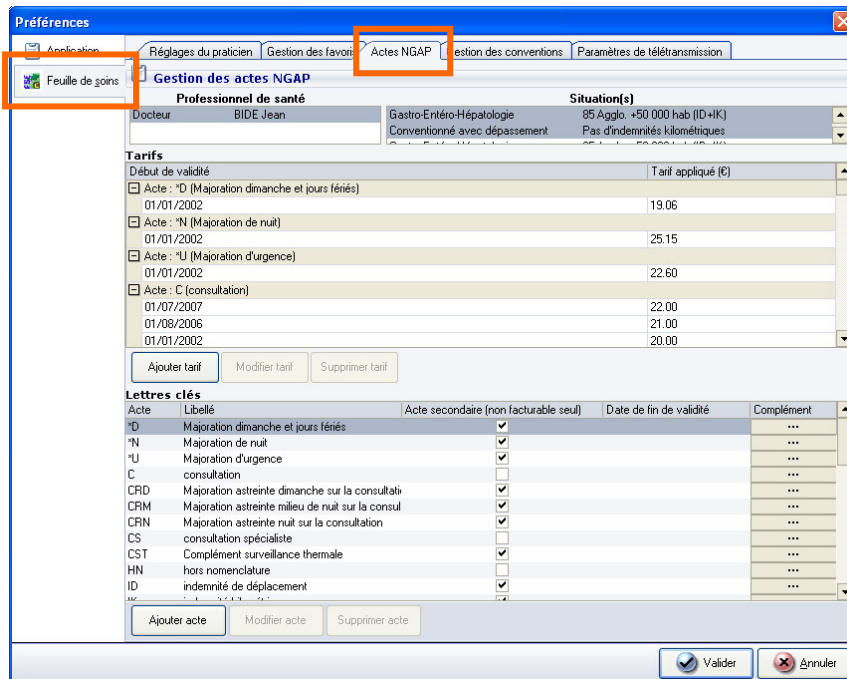 Préférences
Application
Feuille de soins
Réglages du praticien
Gestion des favoris
Actes NGAP
Gestion des conventions
Paramètres de télétransmission
Gestion des actes NGAP
Professionnel de santé Situation(s)
Docteur BIDE Jean Gastro-Entéro-Hépatologie 85 Agglo. +50 000 hab (ID+IK)
Conventionné avec dépassement Pas d'indemnités kilométriques
Tarifs
Début de validité Tarif appliqué (€)
Acte : *D (Majoration dimanche et jours fériés)
01/01/2002 19.06
Acte : *N (Majoration de nuit)
01/01/2002 25.15
Acte : *U (Majoration d'urgence)
01/01/2002 22.60
Acte : C (consultation)
01/07/2007 22.00
01/08/2006 21.00
01/01/2002 20.00
Ajouter tarif Modifier tarif Supprimer tarif
Lettres clés
Acte Libellé Acte secondaire (non facturable seul) Date de fin de validité Complément
*D Majoration dimanche et jours fériés ...
*N Majoration de nuit ...
*U Majoration d'urgence ...
C consultation ...
CRD Majoration astreinte dimanche sur la consultati ...
CRM Majoration astreinte milieu de nuit sur la consul ...
CRN Majoration astreinte nuit sur la consultation ...
CS consultation spécialiste ...
CST Complément surveillance thermale ...
HN hors nomenclature ...
ID indemnité de déplacement ...
Ajouter acte Modifier acte Supprimer acte
Valider Annuler